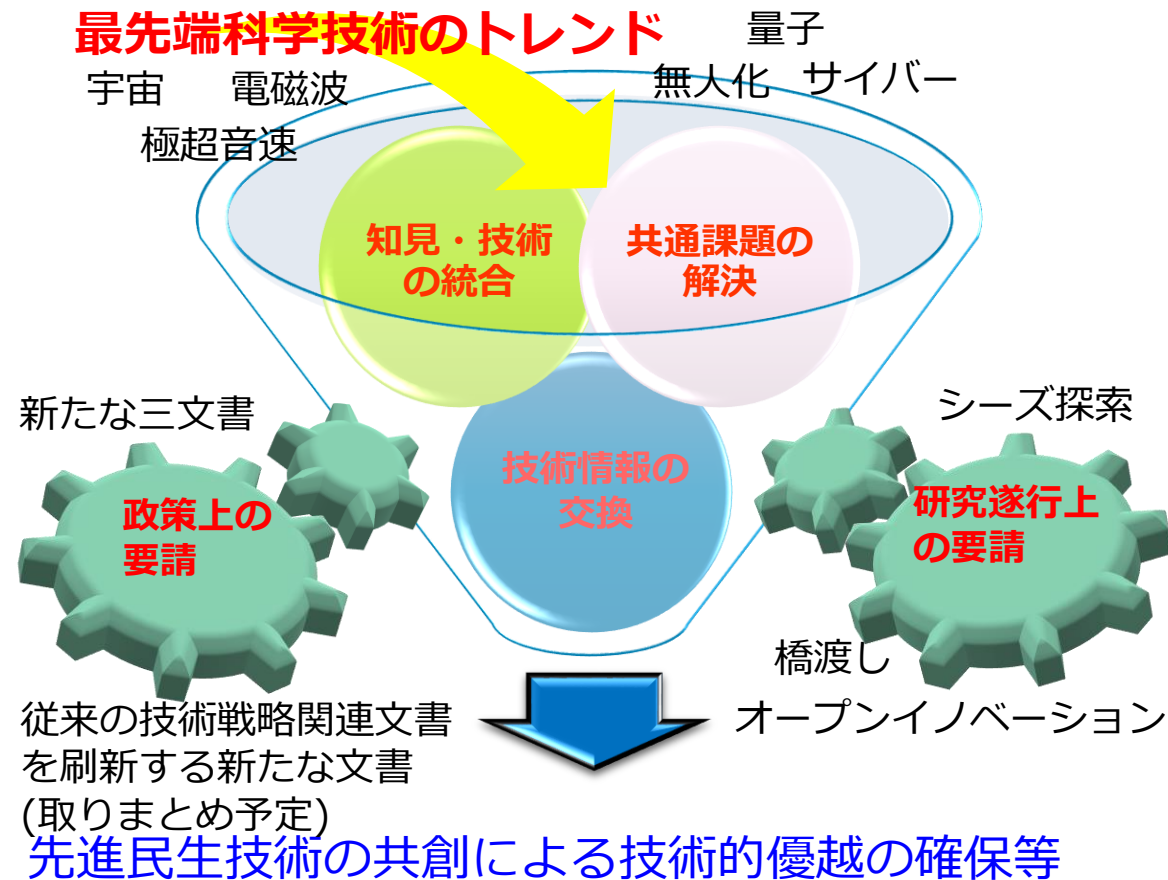 最先端科学技術のトレンド
量子
宇宙
電磁波
無人化
サイバー
極超音速
知見・技術
の統合
共通課題の
解決
技術情報の
交換
新たな三文書
政策上の
要請
シーズ探索
研究遂行上
の要請
橋渡し
オープンイノベーション
従来の技術戦略関連文書
を刷新する新たな文書
(取りまとめ予定)
先進民生技術の共創による技術的優越の確保等